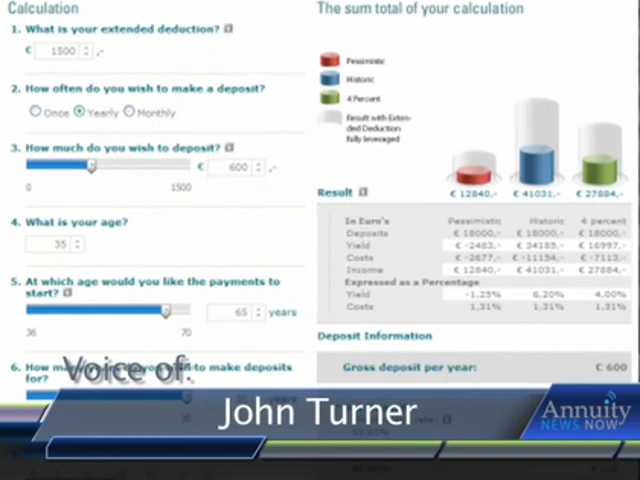 Calculation
1. What is your extended deduction?
€ 1500 ,-
2. How often do you wish to make a deposit?
Once Yearly Monthly
3. How much do you wish to deposit?
€ 600 ,-
0 1500
4. What is your age?
35
5. At which age would you like the payments to
start?
65 years
36 70
6. How
to make deposits
for?
The sum total of your calculation
Pessimistic
Historic
4 Percent
Result with Exten-
ded Deduction
fully leveraged
Result € 12840,- € 41031,- € 27884,-
In Euro's Pessimistic Historic 4 percent
Deposits € 18000,- € 18000,- € 18000,-
Yield € -2483,- € 34185,- € 16997,-
Costs € -2677,- € -11154,- € -7113,-
Income € 12840,- € 41031,- € 27884,-
Expressed as a Percentage
Yield -1,25% 6,20% 4,00%
Costs 1,31% 1,31% 1,31%
Deposit Information
Gross deposit per year: € 600
Voice of:
John Turner
Annuity
NEWS NOW